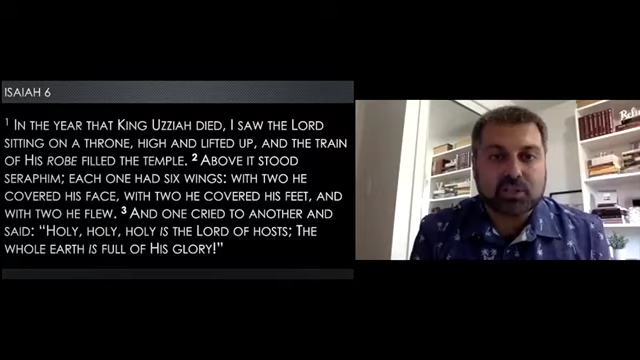 ISAIAH 6
1 IN THE YEAR THAT KING UZZIAH DIED, I SAW THE LORD
SITTING ON A THRONE, HIGH AND LIFTED UP, AND THE TRAIN
OF HIS ROBE FILLED THE TEMPLE. 2 ABOVE IT STOOD
SERAPHIM; EACH ONE HAD SIX WINGS: WITH TWO HE
COVERED HIS FACE, WITH TWO HE COVERED HIS FEET, AND
WITH TWO HE FLEW. 3 AND ONE CRIED TO ANOTHER AND
SAID: “HOLY, HOLY, HOLY IS THE LORD OF HOSTS; THE
WHOLE EARTH IS FULL OF HIS GLORY!”